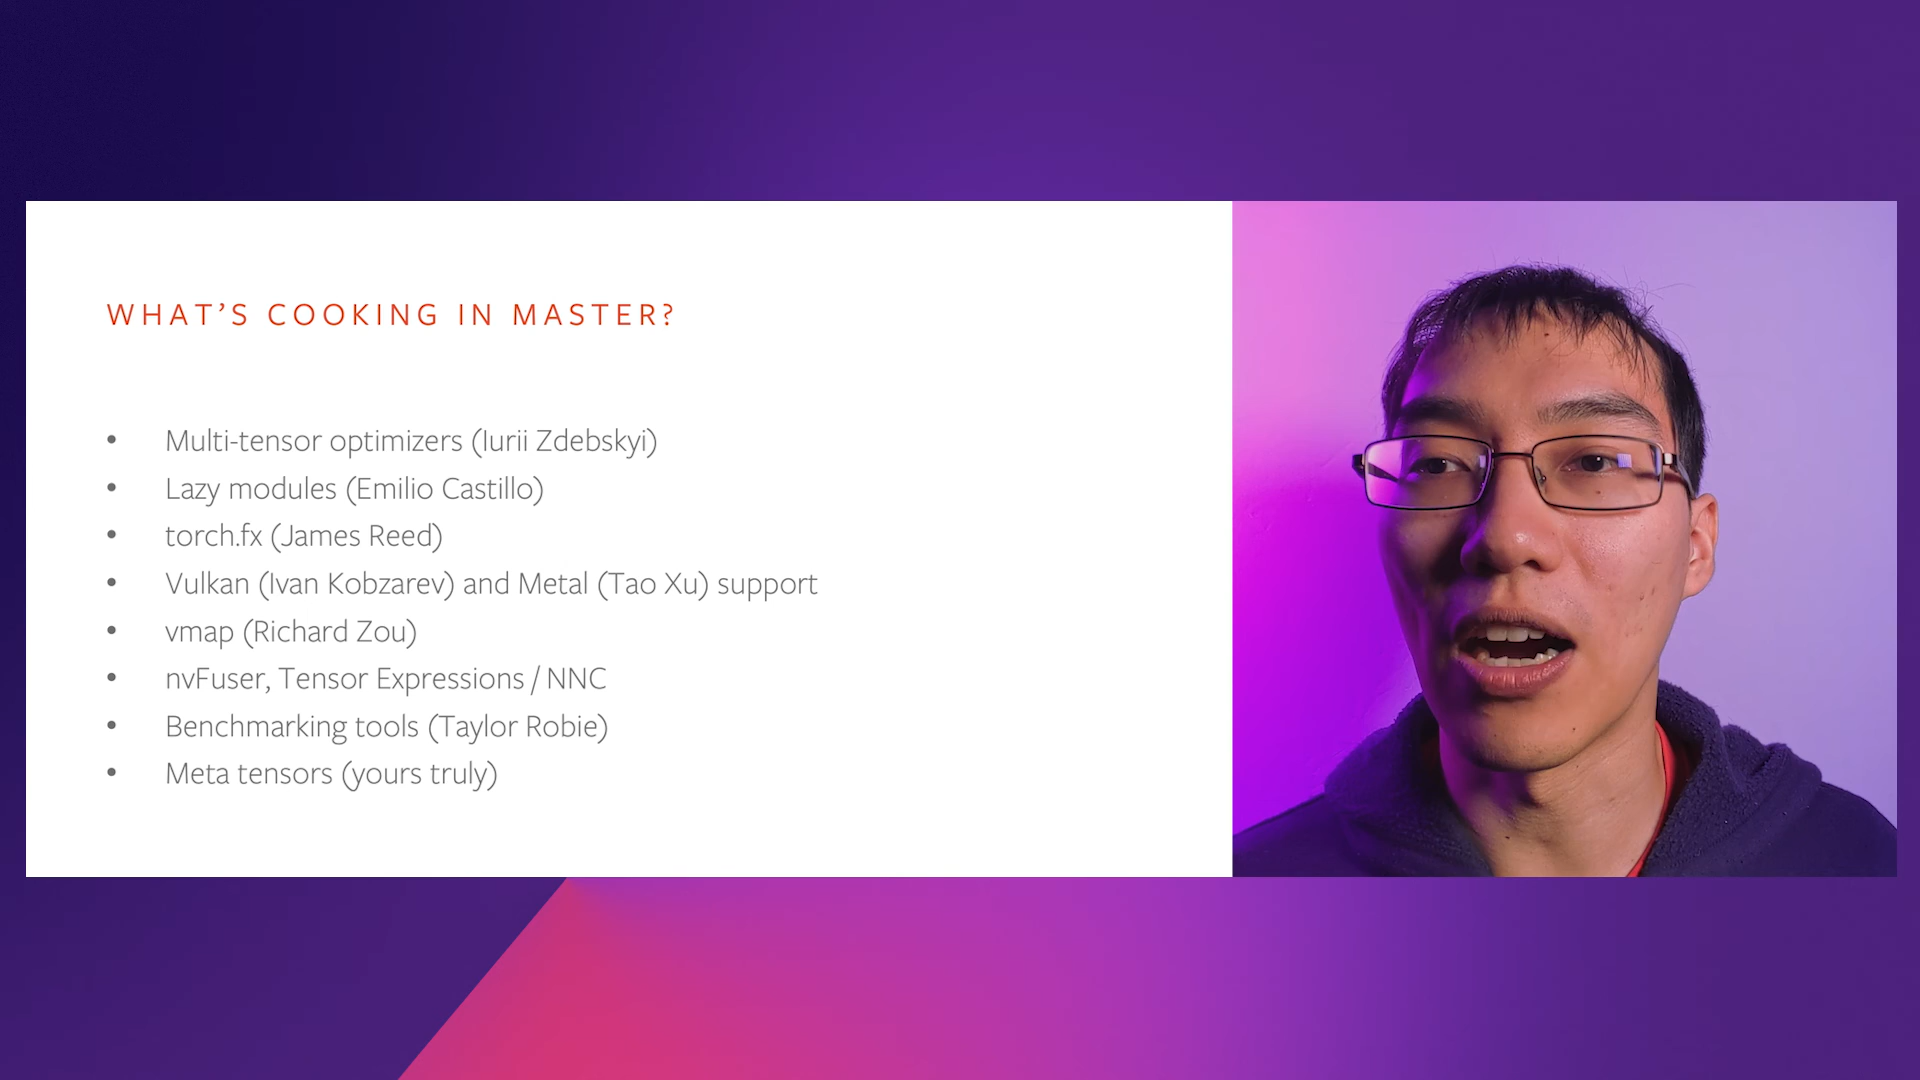 WHAT’S COOKING IN MASTER?
• Multi-tensor optimizers (Iurii Zdebskyi)
• Lazy modules (Emilio Castillo)
• torch.fx (James Reed)
• Vulkan (Ivan Kobzarev) and Metal (Tao Xu) support
• vmap (Richard Zou)
• nvFuser, Tensor Expressions / NNC
• Benchmarking tools (Taylor Robie)
• Meta tensors (yours truly)